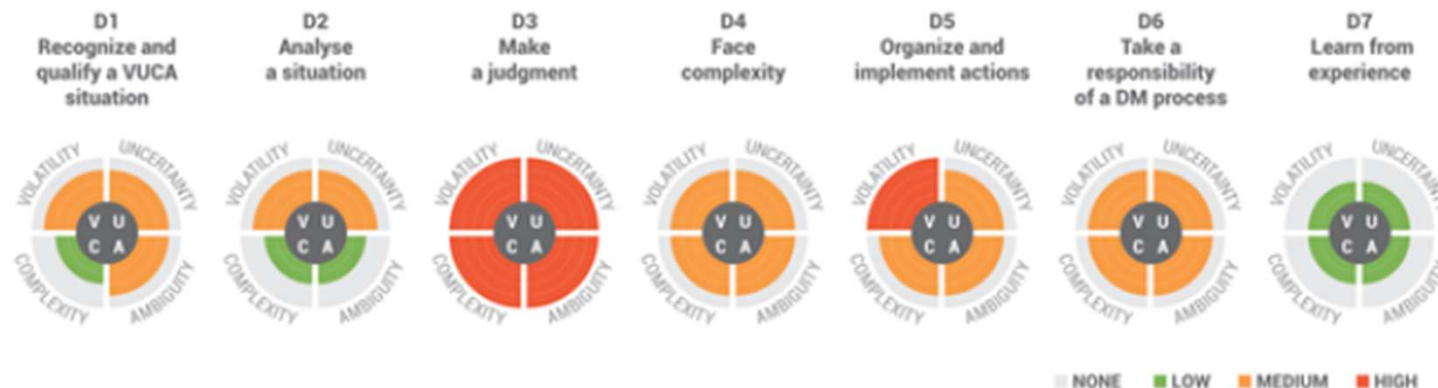 D1
Recognize and
qualify a VUCA
situation
D2
Analyse
a situation
D3
Make
a judgment
D4
Face
complexity
D5
Organize and
implement actions
D6
Take a
responsibility
of a DM process
D7
Learn from
experience
VOLATILITY UNCERTAINTY
V U
C A
COMPLEXITY AMBIGUITY
VOLATILITY UNCERTAINTY
V U
C A
COMPLEXITY AMBIGUITY
VOLATILITY UNCERTAINTY
V U
C A
COMPLEXITY AMBIGUITY
VOLATILITY UNCERTAINTY
V U
C A
COMPLEXITY AMBIGUITY
VOLATILITY UNCERTAINTY
V U
C A
COMPLEXITY AMBIGUITY
VOLATILITY UNCERTAINTY
V U
C A
COMPLEXITY AMBIGUITY
VOLATILITY UNCERTAINTY
V U
C A
COMPLEXITY AMBIGUITY
NONE LOW MEDIUM HIGH